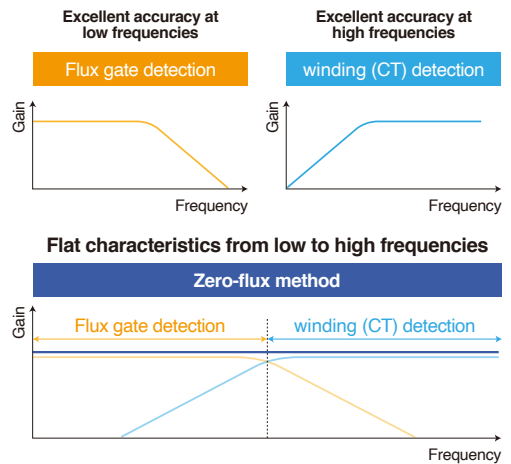 Excellent accuracy at
low frequencies
Flux gate detection
Gain
Frequency
Excellent accuracy at
high frequencies
winding (CT) detection
Gain
Frequency
Flat characteristics from low to high frequencies
Zero-flux method
Gain
Flux gate detection
winding (CT) detection
Frequency